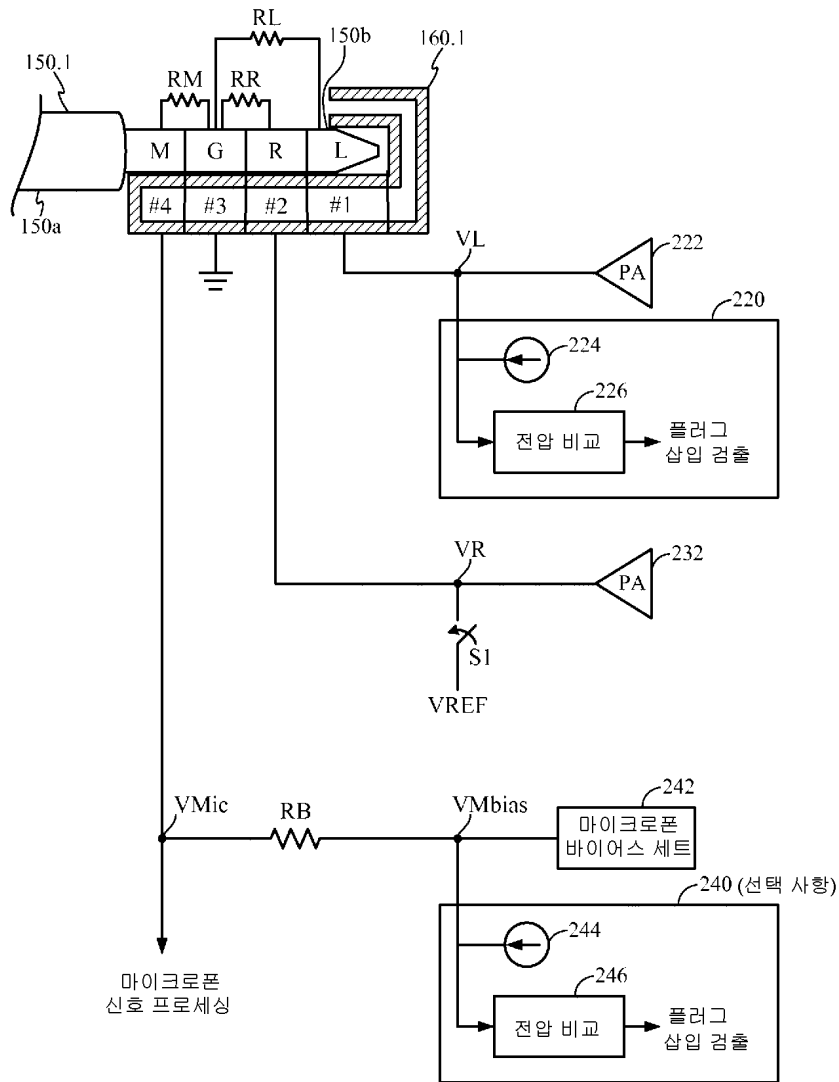 RL
150b
160.1
150.1
RM
RR
M
G
R
L
150a
#4
#3
#2
#1
VL
PA
222
220
224
226
전압 비교
플러그
삽입 검출
VR
PA
232
S1
VREF
VMic
RB
VMbias
242
마이크로폰
바이어스 세트
240 (선택 사항)
244
마이크로폰
신호 프로세싱
246
전압 비교
플러그
삽입 검출